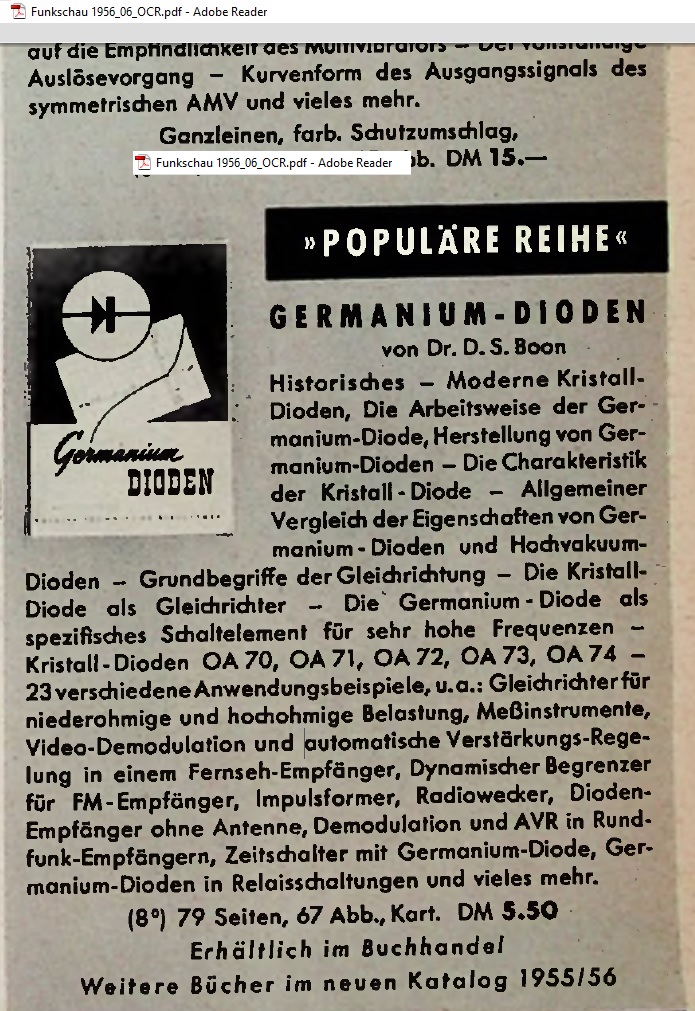 Funkschau 1956_06_OCR.pdf - Adobe Reader
auf die Empfindlichkeit des Multivibrators – Der vollständige
Auslösevorgang – Kurvenform des Ausgangssignals des
symmetrischen AMV und vieles mehr.
Ganzleinen, farb. Schutzumschlag,
Funkschau 1956_06_OCR.pdf - Adobe Reader
bb. DM 15.—
»POPULÄRE REIHE«
GERMANIUM-DIODEN
von Dr. D. S. Boon
Germanium
DIODEN
Historisches – Moderne Kristall-
Dioden, Die Arbeitsweise der Ger-
manium-Diode, Herstellung von Ger-
manium-Dioden – Die Charakteristik
der Kristall-Diode – Allgemeiner
Vergleich der Eigenschaften von Ger-
manium-Dioden und Hochvakuum-
Dioden – Grundbegriffe der Gleichrichtung – Die Kristall-
Diode als Gleichrichter – Die Germanium-Diode als
spezifisches Schaltelement für sehr hohe Frequenzen –
Kristall-Dioden OA 70, OA 71, OA 72, OA 73, OA 74 –
23 verschiedene Anwendungsbeispiele, u.a.: Gleichrichter für
niederohmige und hochohmige Belastung, Meßinstrumente,
Video-Demodulation und automatische Verstärkungs-Rege-
lung in einem Fernseh-Empfänger, Dynamischer Begrenzer
für FM-Empfänger, Impulsformer, Radiowecker, Dioden-
Empfänger ohne Antenne, Demodulation und AVR in Rund-
funk-Empfängern, Zeitschalter mit Germanium-Diode, Ger-
manium-Dioden in Relaisschaltungen und vieles mehr.
(8°) 79 Seiten, 67 Abb., Kart. DM 5.50
Erhältlich im Buchhandel
Weitere Bücher im neuen Katalog 1955/56